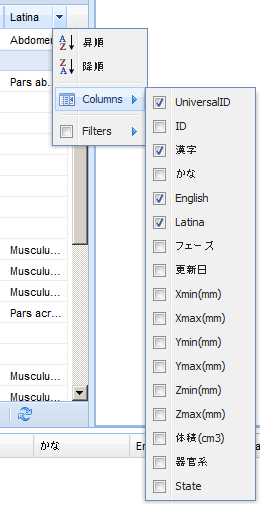 Latina
Abdomen
Pars ab.
昇順
降順
Columns
Filters
UniversalID
ID
漢字
かな
English
Latina
フェーズ
更新日
Xmin(mm)
Xmax(mm)
Ymin(mm)
Ymax(mm)
Zmin(mm)
Zmax(mm)
体積(cm3)
器官系
State
Musculu...
Musculu...
Musculu...
Pars acr...
Musculu...
Musculu...
かな